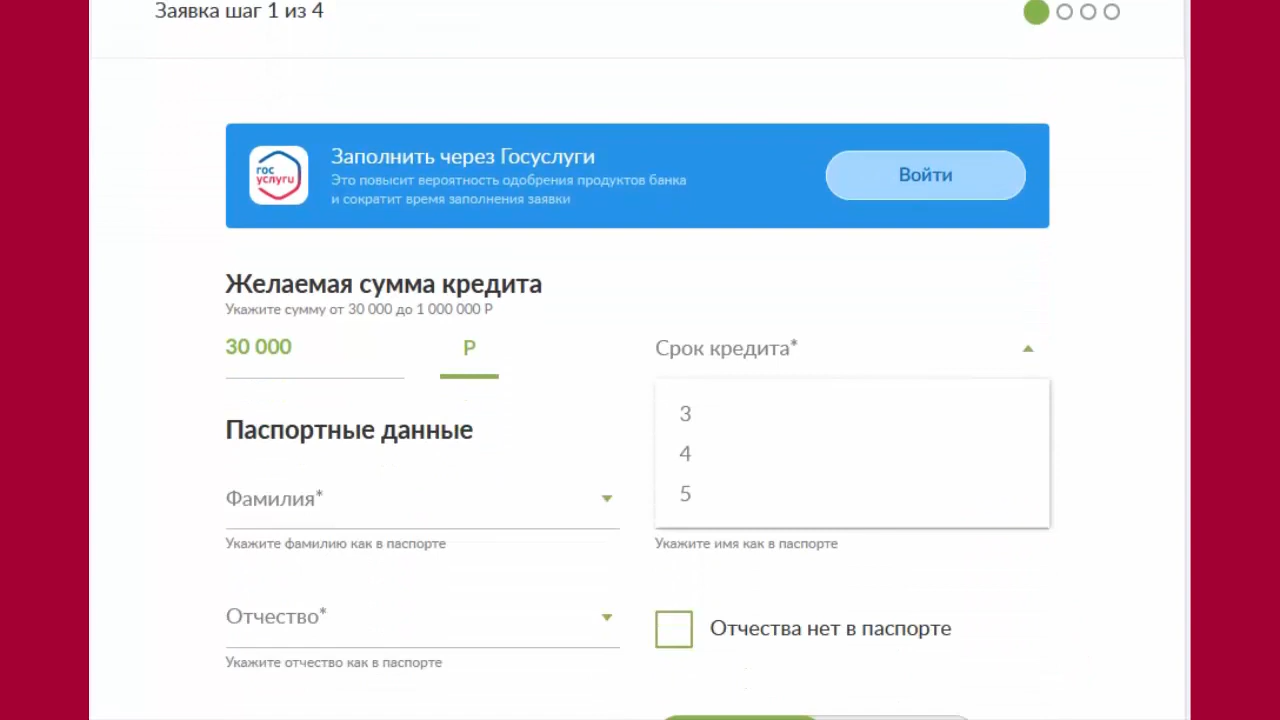 Заявка шаг 1 из 4
гос
услуги
Заполнить через Госуслуги
Это повысит вероятность одобрения продуктов банка
и сократит время заполнения заявки
Войти
Желаемая сумма кредита
Укажите сумму от 30 000 до 1 000 000 Р
30 000
Р
Срок кредита*
3
4
5
Паспортные данные
Фамилия*
Укажите фамилию как в паспорте
Укажите имя как в паспорте
Отчество*
Укажите отчество как в паспорте
Отчества нет в паспорте